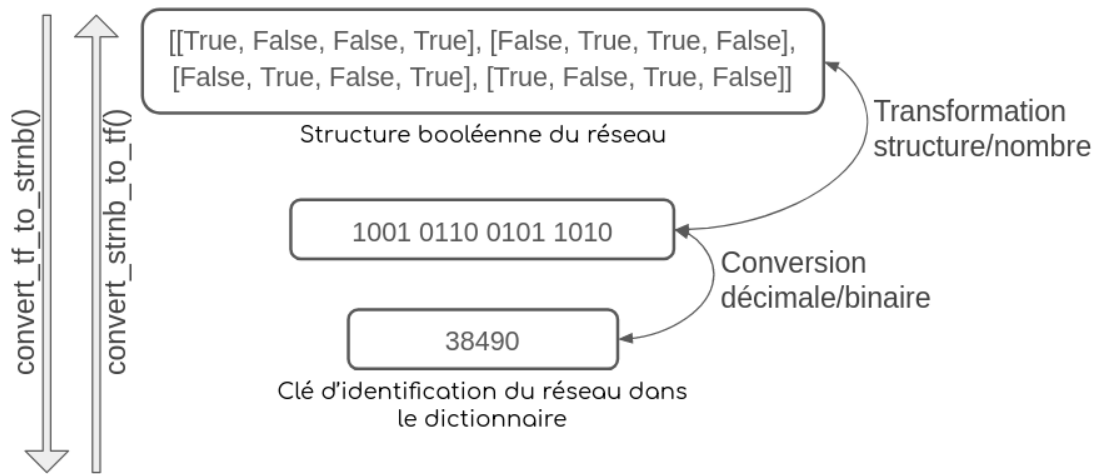 convert_tf_to_strnb()
convert_strnb_to_tf()
[[True, False, False, True], [False, True, True, False],
[False, True, False, True], [True, False, True, False]]
Structure booléenne du réseau
Transformation
structure/nombre
1001 0110 0101 1010
Conversion
décimale/binaire
38490
Clé d'identification du réseau dans
le dictionnaire